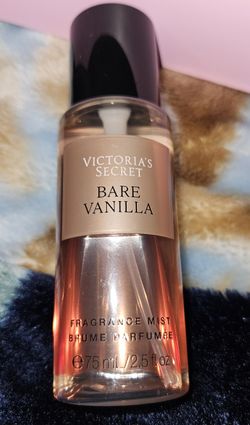 VICTORIA'S
SECRET
BARE
VANILLA
FRAGRANCE MIST
BRUME PARFUMÉE
℮75 mL/2.5 fl oz